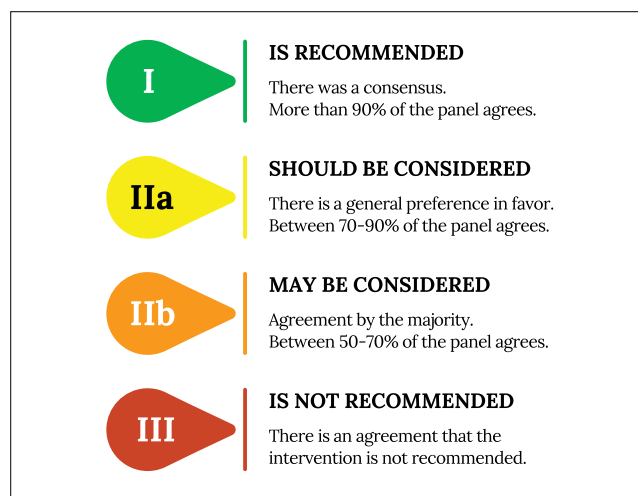 I
IS RECOMMENDED
There was a consensus.
More than 90% of the panel agrees.
IIa
SHOULD BE CONSIDERED
There is a general preference in favor.
Between 70-90% of the panel agrees.
IIb
MAY BE CONSIDERED
Agreement by the majority.
Between 50-70% of the panel agrees.
III
IS NOT RECOMMENDED
There is an agreement that the
intervention is not recommended.